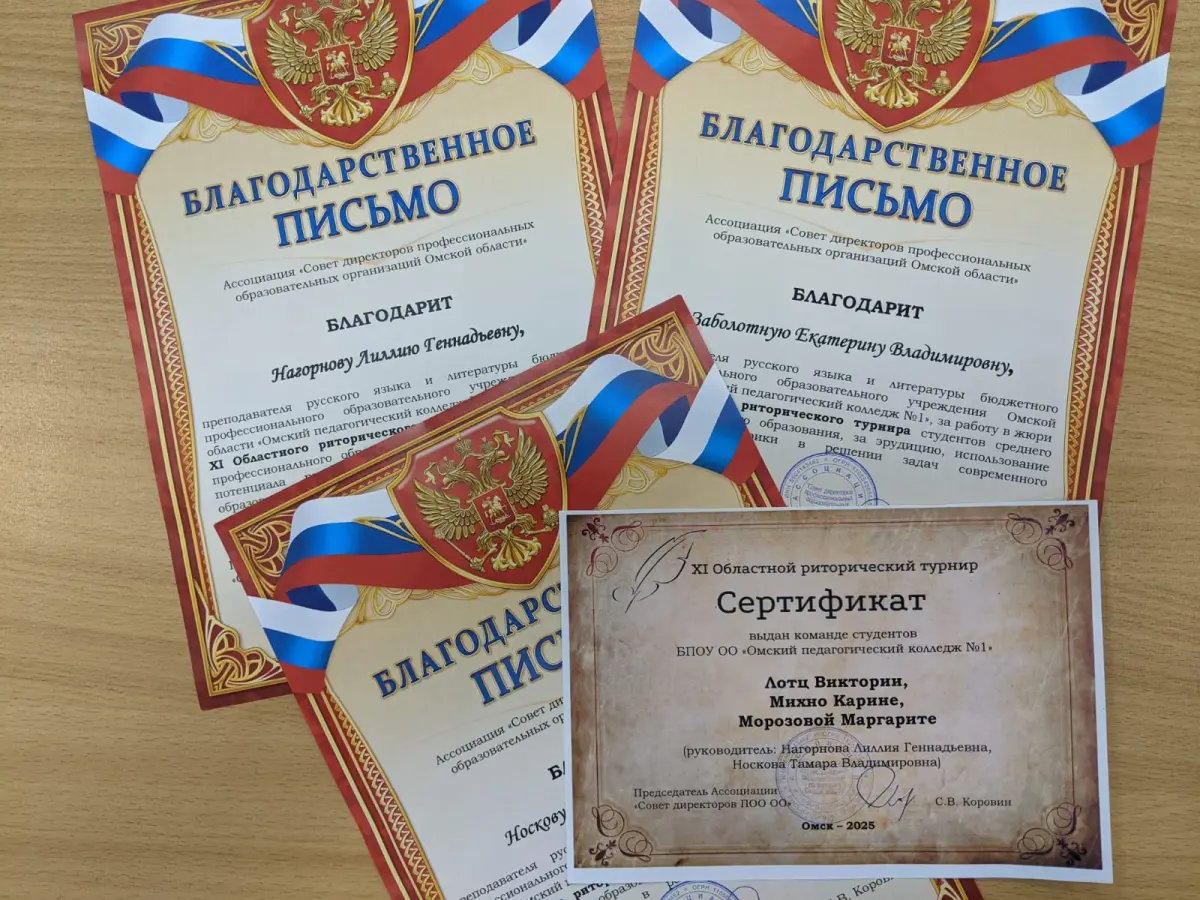 БЛАГОДАРСТВЕННОЕ
ПИСЬМО
Ассоциация «Совет директоров профессиональных
образовательных организаций Омской области»
БЛАГОДАРИТ
Нагорнову Лиллию Геннадьевну,
преподавателя русского языка и литературы
профессионального образовательного
области «Омский педагогический
XI Областного
профессионального
потенциала
БЛАГОДАРСТВЕННОЕ
ПИСЬМО
Ассоциация «Совет директоров профессиональных
образовательных организаций Омской области»
БЛАГОДАРИТ
Заболотную Екатерину Владимировну,
русского языка и литературы бюджетного
образовательного учреждения Омской
педагогический колледж №1», за работу в жюри
риторического турнира студентов среднего
образования, за эрудицию, использование
в решении задач современного
Ассоциация «Совет
образовательных
Носкову
XI Областной риторический турнир
Сертификат
выдан команде студентов
БПОУ ОО «Омский педагогический колледж №1»
Лотц Виктории,
Михно Карине,
Морозовой Маргарите
(руководитель: Нагорнова Лиллия Геннадьевна,
Носкова Тамара Владимировна)
Председатель Ассоциации
«Совет директоров ПОО ОО»
С.В. Коровин
Омск – 2025